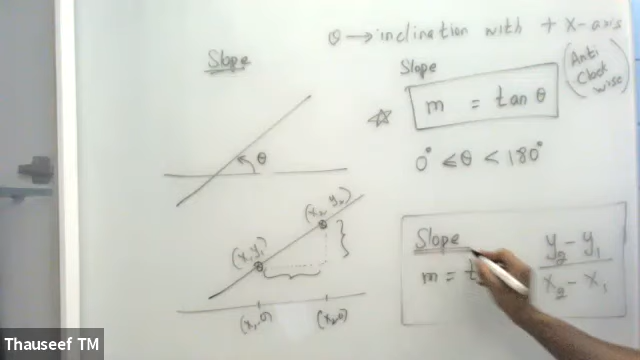 θ → inclination with + X-axis
Slope
Slope
(Anti
Clock
wise)
m = tan θ
θ
0° ≤ θ < 180°
(x₂, y₂)
(x₁, y₁)
Slope
m = t
y₂ - y₁
x₂ - x₁
(x₁, 0)
(x₂, 0)
Thauseef TM